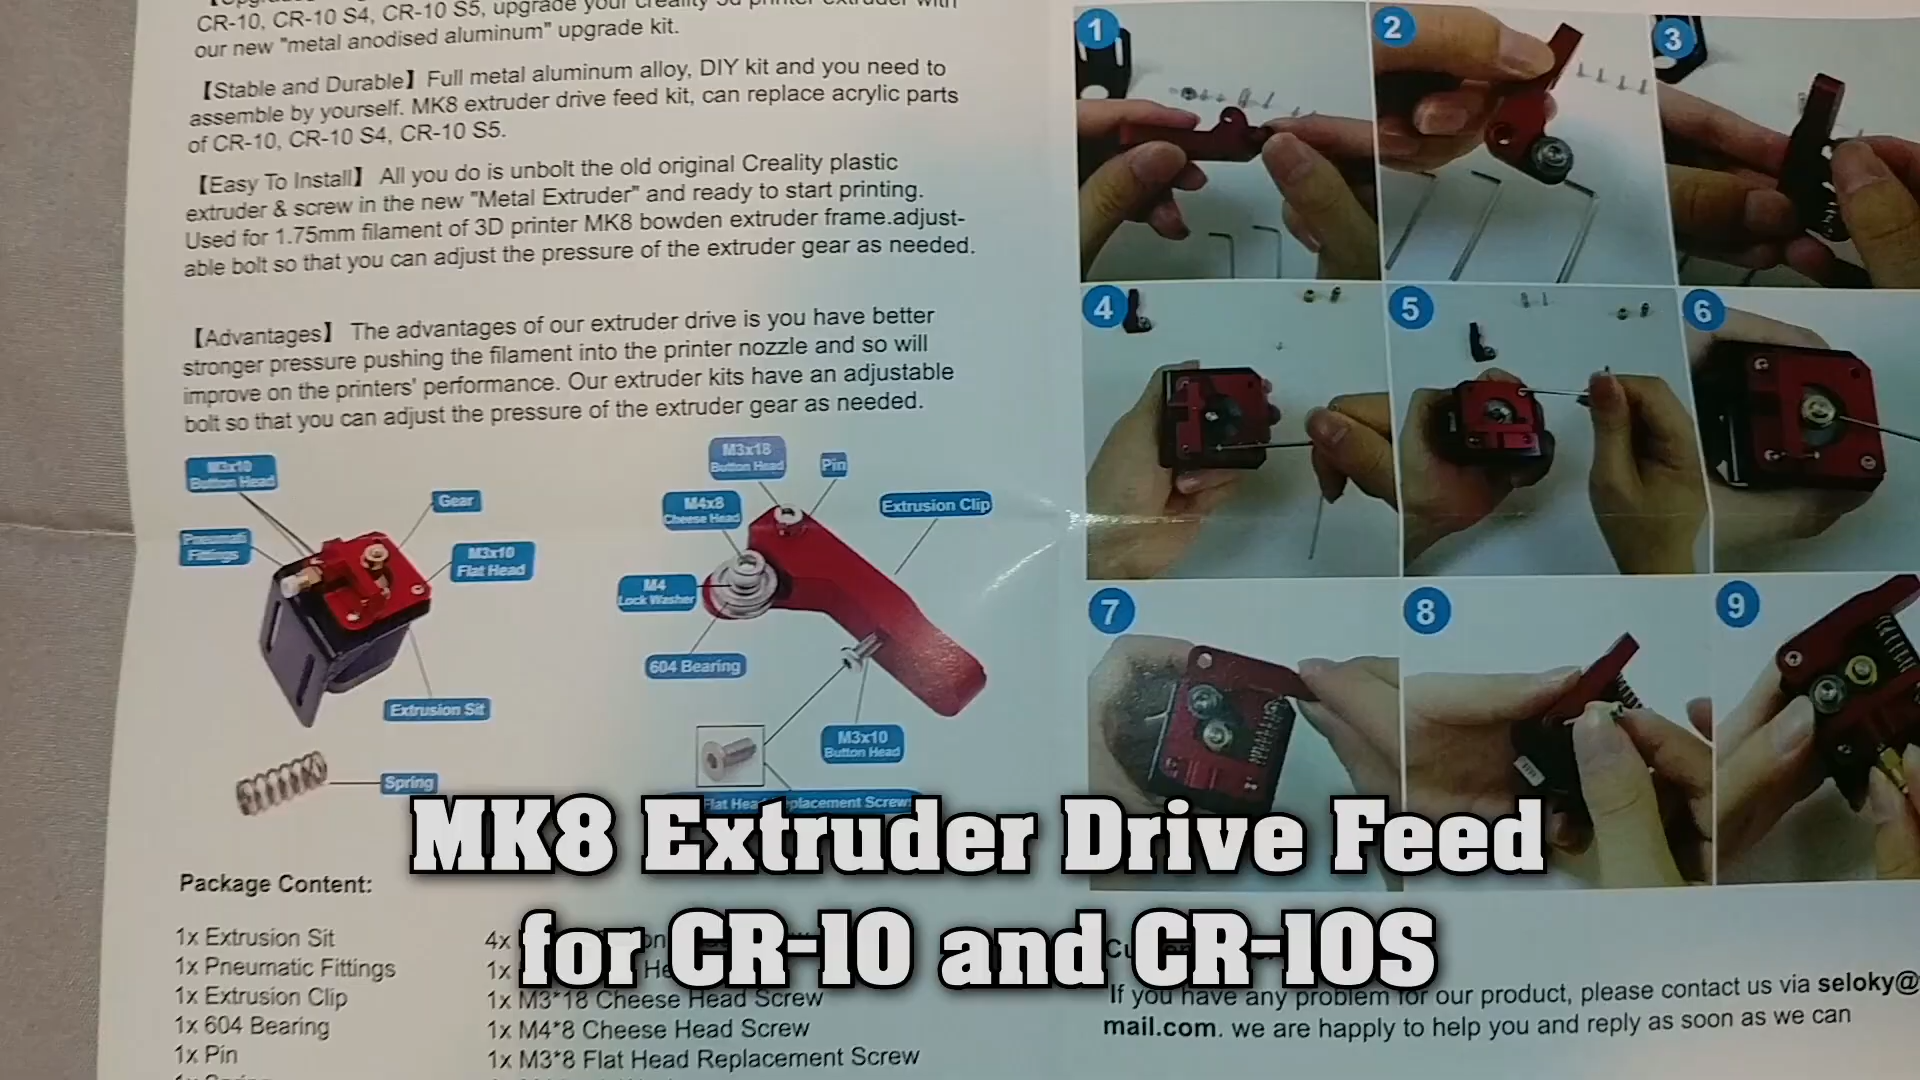 CR-10, CR-10 S4, CR-10 S5, upgrade your creality 3d printer extruder with
our new "metal anodised aluminum" upgrade kit.
【Stable and Durable】 Full metal aluminum alloy, DIY kit and you need to
assemble by yourself. MK8 extruder drive feed kit, can replace acrylic parts
of CR-10, CR-10 S4, CR-10 S5.
【Easy To Install】 All you do is unbolt the old original Creality plastic
extruder & screw in the new "Metal Extruder" and ready to start printing.
Used for 1.75mm filament of 3D printer MK8 bowden extruder frame.adjust-
able bolt so that you can adjust the pressure of the extruder gear as needed.
【Advantages】 The advantages of our extruder drive is you have better
stronger pressure pushing the filament into the printer nozzle and so will
improve on the printers' performance. Our extruder kits have an adjustable
bolt so that you can adjust the pressure of the extruder gear as needed.
M3x10
Button Head
Gear
Fittings
M3x10
Flat Head
Extrusion Sit
Spring
M3x18
Button Head
Pin
M4x8
Cheese Head
Extrusion Clip
M4
Lock Washer
604 Bearing
M3x10
Button Head
Flat
Screw
Package Content:
1x Extrusion Sit
1x Pneumatic Fittings
1x Extrusion Clip
1x 604 Bearing
1x Pin
4x
1x
1x M3*18 Cheese Head Screw
1x M4*8 Cheese Head Screw
1x M3*8 Flat Head Replacement Screw
1
2
3
4
5
6
7
8
9
If you have any problem for our product, please contact us via seloky@
mail.com. we are happy to help you and reply as soon as we can
MK8 Extruder Drive Feed
for CR-10 and CR-10S